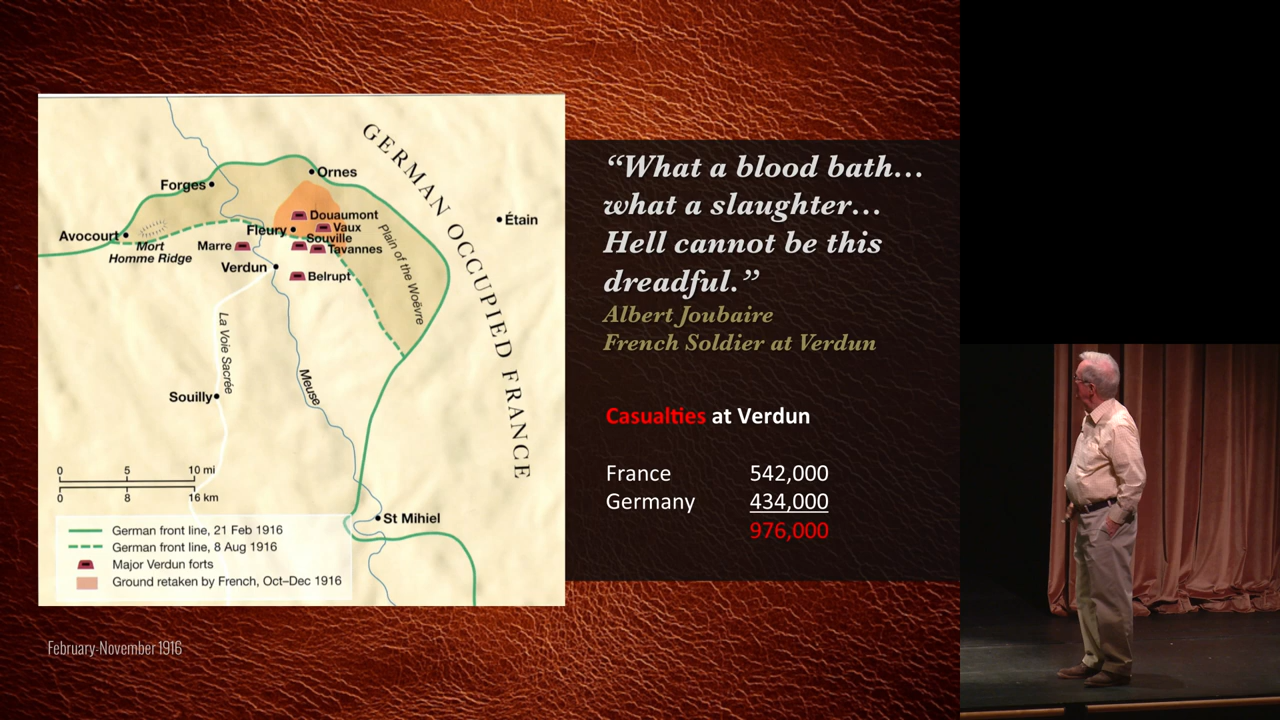 GERMAN OCCUPIED FRANCE
Ornes
Forges
Étain
Douaumont
Vaux
Fleury
Souville
Avocourt
Mort
Homme Ridge
Marre
Tavannes
Plain of the Woëvre
Verdun
Belrupt
La Voie Sacrée
Meuse
Souilly
0 5 10 mi
0 8 16 km
St Mihiel
German front line, 21 Feb 1916
German front line, 8 Aug 1916
Major Verdun forts
Ground retaken by French, Oct–Dec 1916
February-November 1916
“What a blood bath…
what a slaughter…
Hell cannot be this
dreadful.”
Albert Joubaire
French Soldier at Verdun
Casualties at Verdun
France 542,000
Germany 434,000
976,000